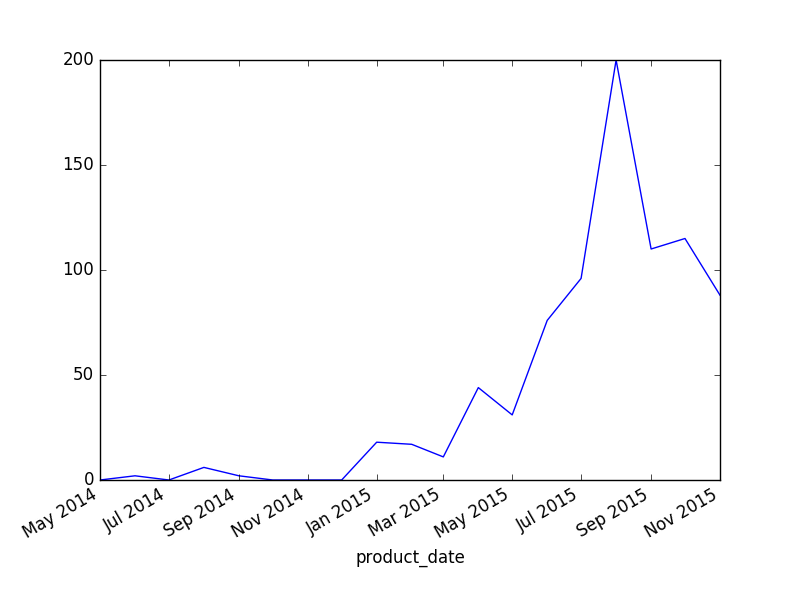 200
150
100
50
0
May 2014
Jul 2014
Sep 2014
Nov 2014
Jan 2015
Mar 2015
May 2015
Jul 2015
Sep 2015
Nov 2015
product_date